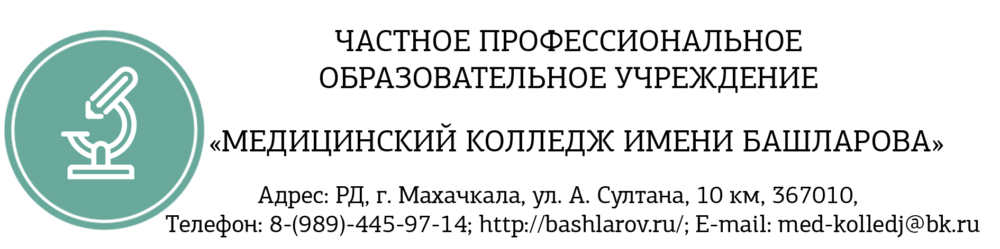 ЧАСТНОЕ ПРОФЕССИОНАЛЬНОЕ
ОБРАЗОВАТЕЛЬНОЕ УЧРЕЖДЕНИЕ
«МЕДИЦИНСКИЙ КОЛЛЕДЖ ИМЕНИ БАШЛАРОВА»
Адрес: РД, г. Махачкала, ул. А. Султана, 10 км, 367010,
Телефон: 8-(989)-445-97-14; http://bashlarov.ru/; E-mail: med-kolledj@bk.ru